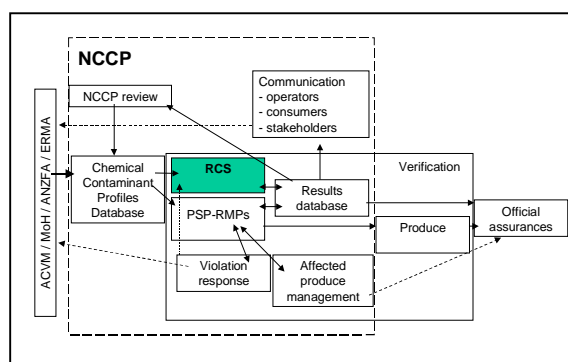 NCCP
Communication
- operators
- consumers
- stakeholders
NCCP review
ACVM / MoH / ANZFA / ERMA
Chemical
Contaminant
Profiles
Database
RCS
Verification
Results
database
PSP-RMPs
Produce
Official
assurances
Violation
response
Affected
produce
management